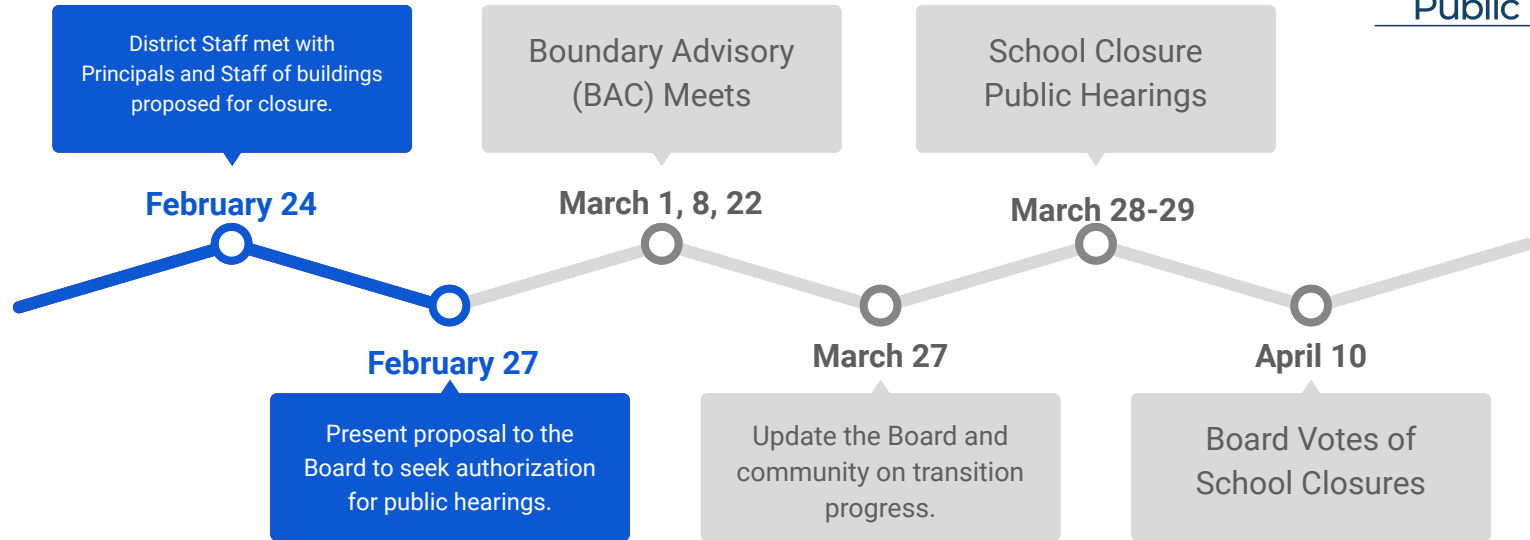 Public
District Staff met with
Principals and Staff of buildings
proposed for closure.
Boundary Advisory
(BAC) Meets
School Closure
Public Hearings
February 24
March 1, 8, 22
March 28-29
February 27
March 27
April 10
Present proposal to the
Board to seek authorization
for public hearings.
Update the Board and
community on transition
progress.
Board Votes of
School Closures